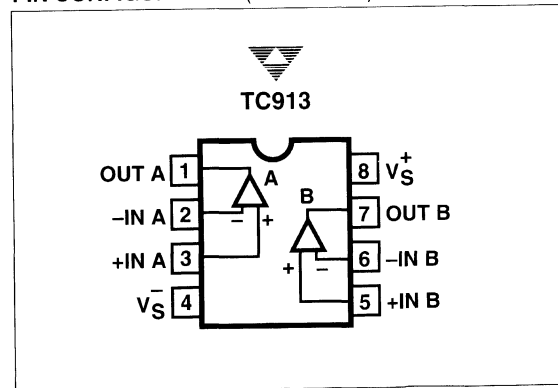 TC913
OUT A 1
A
8 V+S
B
–IN A 2
– +
7 OUT B
+IN A 3
+ –
6 –IN B
V–S 4
5 +IN B